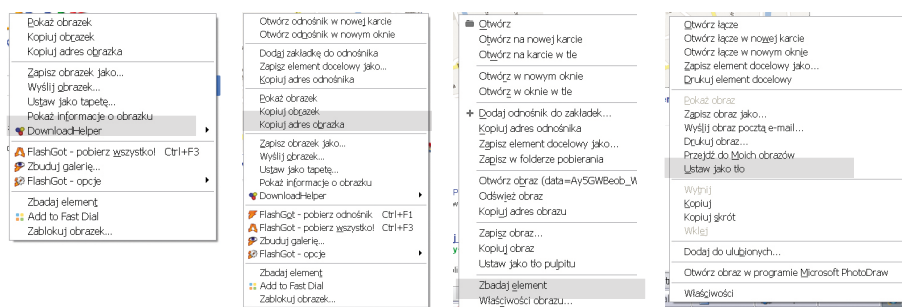 Pokaż obrazek
Kopiuj obrazek
Kopiuj adres obrazka
Zapisz obrazek jako...
Wyślij obrazek...
Ustaw jako tapetę...
Pokaż informacje o obrazku
DownloadHelper
FlashGot - pobierz wszystko! Ctrl+F3
Zbuduj galerię...
FlashGot - opcje
Zbadaj element
Add to Fast Dial
Zablokuj obrazek...
Otwórz odnośnik w nowej karcie
Otwórz odnośnik w nowym oknie
Dodaj zakładkę do odnośnika
Zapisz element docelowy jako...
Kopiuj adres odnośnika
Pokaż obrazek
Kopiuj obrazek
Kopiuj adres obrazka
Zapisz obrazek jako...
Wyślij obrazek...
Ustaw jako tapetę...
Pokaż informacje o obrazku
DownloadHelper
FlashGot - pobierz odnośnik Ctrl+F1
FlashGot - pobierz wszystko! Ctrl+F3
Zbuduj galerię...
FlashGot - opcje
Zbadaj element
Add to Fast Dial
Zablokuj obrazek...
Otwórz
Otwórz na nowej karcie
Otwórz na karcie w tle
Otwórz w nowym oknie
Otwórz w oknie w tle
Dodaj odnośnik do zakładek...
Kopiuj adres odnośnika
Zapisz element docelowy jako...
Zapisz w folderze pobierania
Otwórz obraz (data=Ay5GWBeob_W
Odśwież obraz
Kopiuj adres obrazu
Zapisz obraz...
Kopiuj obraz
Ustaw jako tło pulpitu
Zbadaj element
Właściwości obrazu...
Otwórz łącze
Otwórz łącze w nowej karcie
Otwórz łącze w nowym oknie
Zapisz element docelowy jako...
Drukuj element docelowy
Pokaż obraz
Zapisz obraz jako...
Wyślij obraz pocztą e-mail...
Drukuj obraz...
Przejdź do Moich obrazów
Ustaw jako tło
Wytnij
Kopiuj
Kopiuj skrót
Wklej
Dodaj do ulubionych...
Otwórz obraz w programie Microsoft PhotoDraw
Właściwości